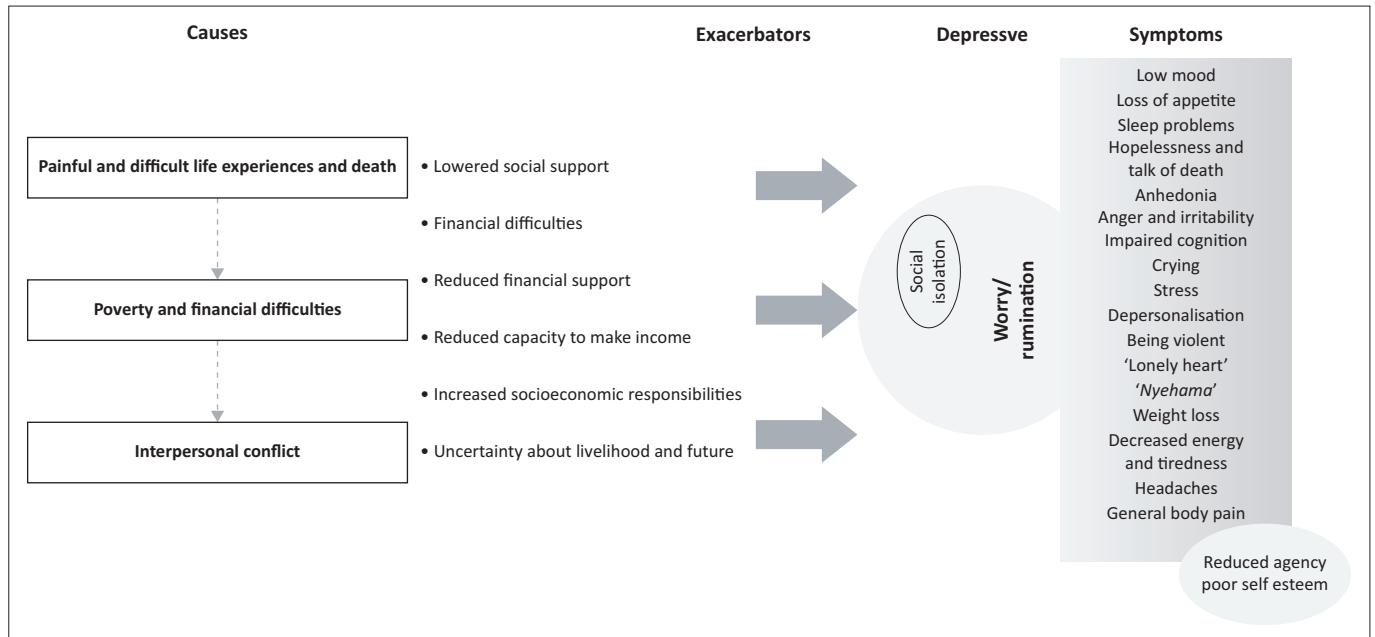 Causes
Exacerbators
Depressve
Symptoms
Painful and difficult life experiences and death
Poverty and financial difficulties
Interpersonal conflict
• Lowered social support
• Financial difficulties
• Reduced financial support
• Reduced capacity to make income
• Increased socioeconomic responsibilities
• Uncertainty about livelihood and future
Social
isolation
Worry/
rumination
Low mood
Loss of appetite
Sleep problems
Hopelessness and
talk of death
Anhedonia
Anger and irritability
Impaired cognition
Crying
Stress
Depersonalisation
Being violent
‘Lonely heart’
‘Nyehama’
Weight loss
Decreased energy
and tiredness
Headaches
General body pain
Reduced agency
poor self esteem